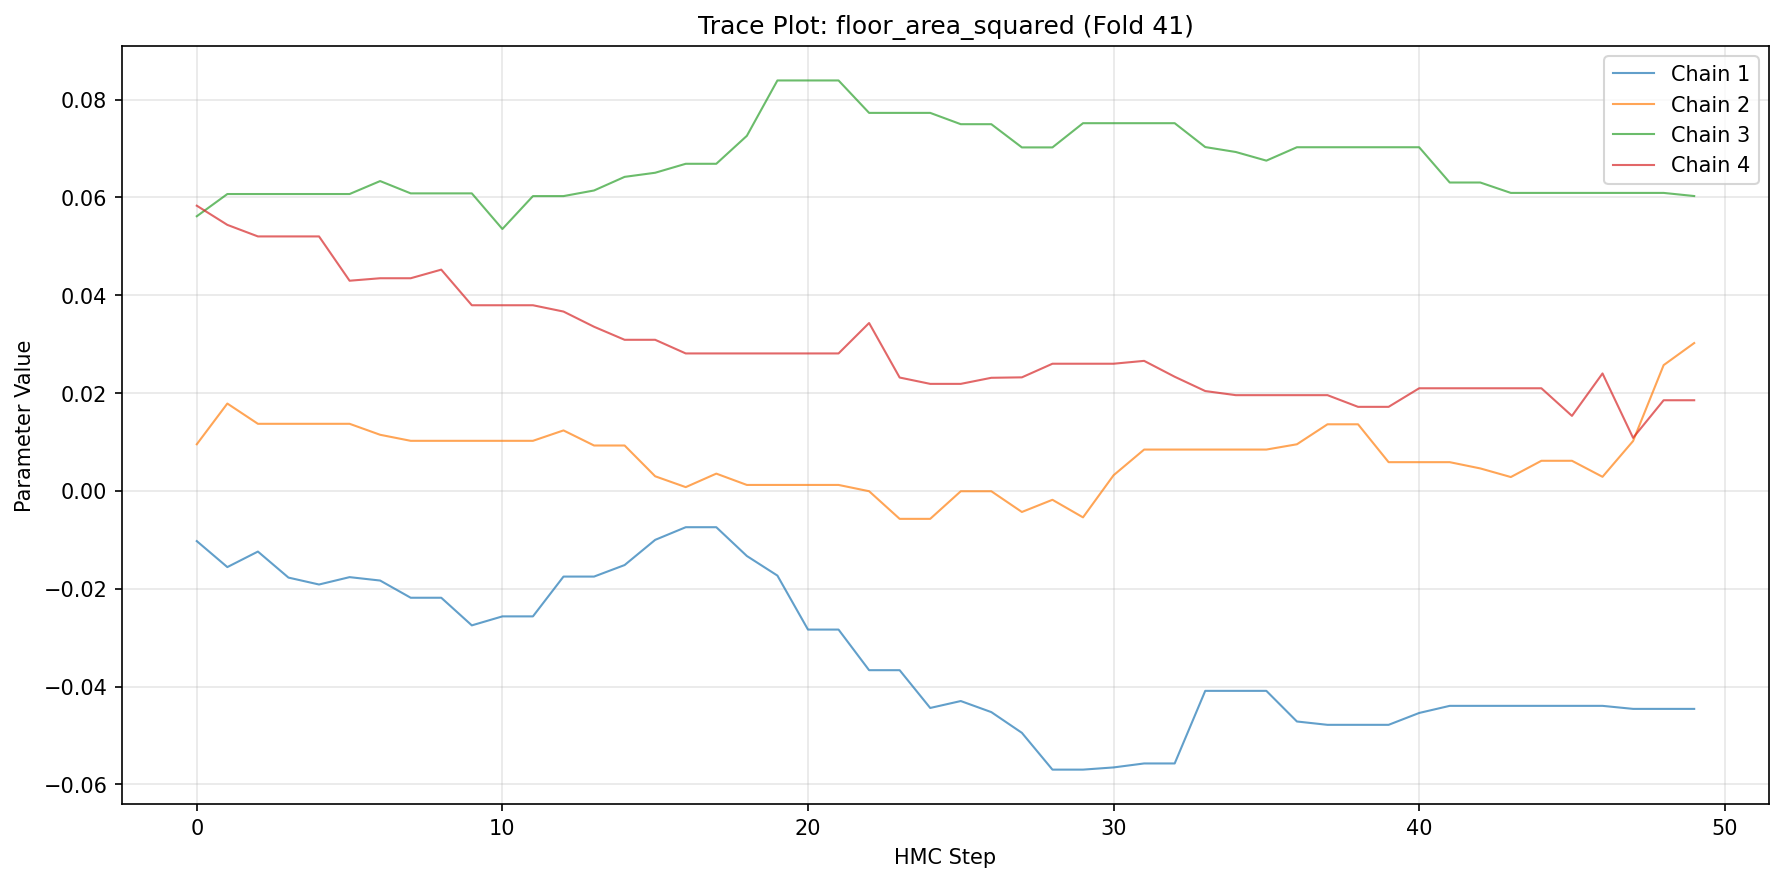 Trace Plot: floor_area_squared (Fold 41)
Chain 1
Chain 2
Chain 3
Chain 4
Parameter Value
0.08
0.06
0.04
0.02
0.00
−0.02
−0.04
−0.06
0 10 20 30 40 50
HMC Step